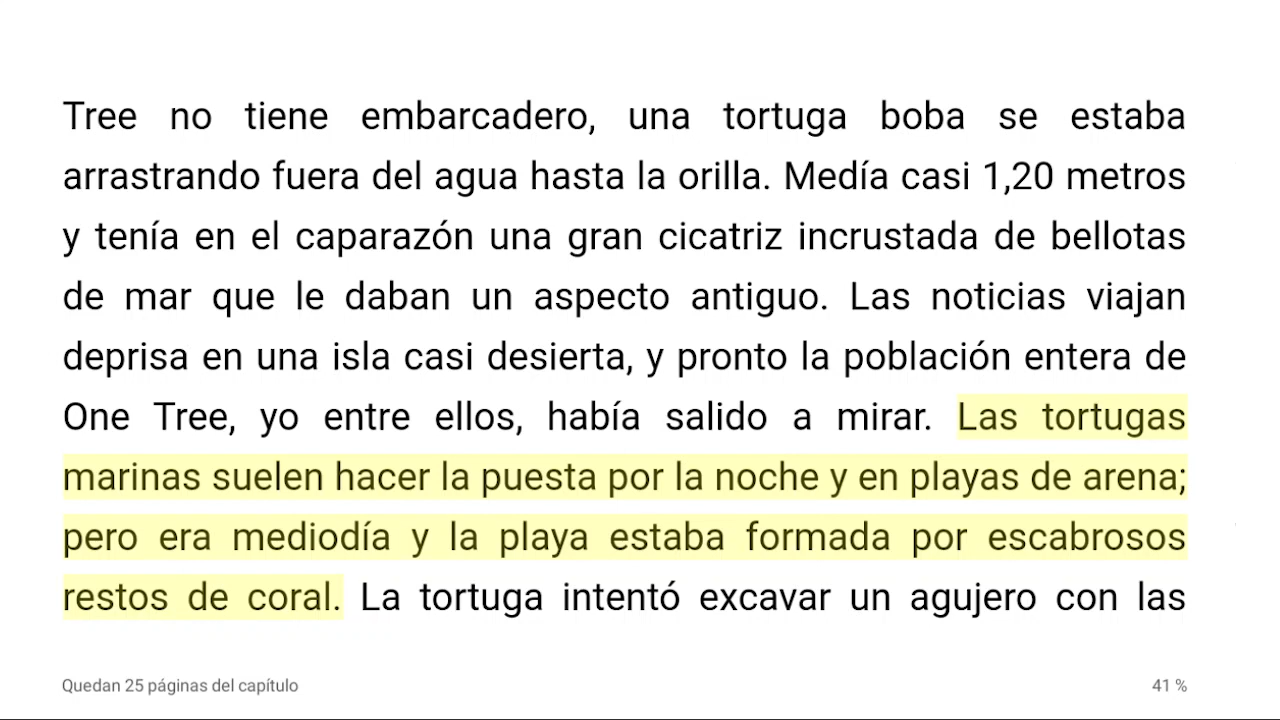 Tree no tiene embarcadero, una tortuga boba se estaba
arrastrando fuera del agua hasta la orilla. Medía casi 1,20 metros
y tenía en el caparazón una gran cicatriz incrustada de bellotas
de mar que le daban un aspecto antiguo. Las noticias viajan
deprisa en una isla casi desierta, y pronto la población entera de
One Tree, yo entre ellos, había salido a mirar. Las tortugas
marinas suelen hacer la puesta por la noche y en playas de arena;
pero era mediodía y la playa estaba formada por escabrosos
restos de coral. La tortuga intentó excavar un agujero con las
Quedan 25 páginas del capítulo
41 %